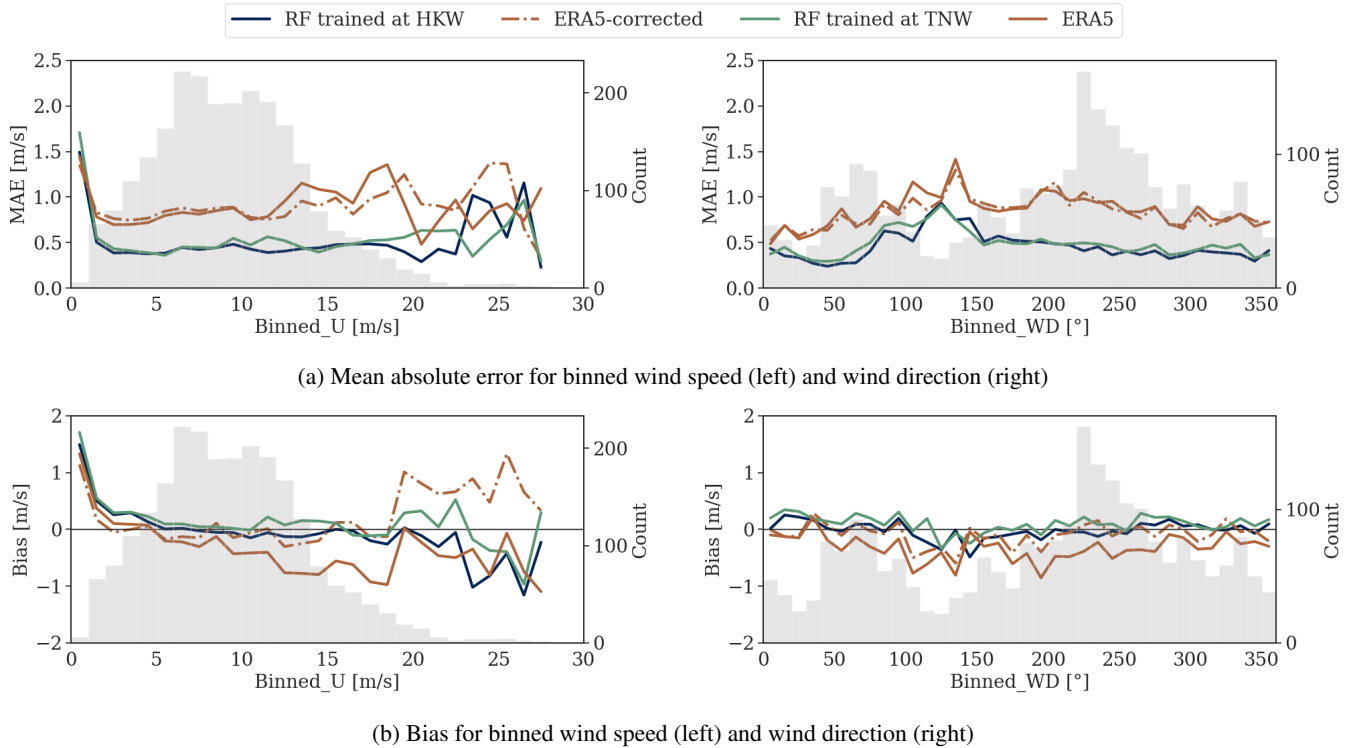 RF trained at HKW ERA5-corrected RF trained at TNW ERA5
2.5 2.0 1.5 1.0 0.5 0.0
MAE [m/s]
200 100 0
Count
0 5 10 15 20 25 30
Binned_U [m/s]
2.5 2.0 1.5 1.0 0.5 0.0
MAE [m/s]
100 0
Count
0 50 100 150 200 250 300 350
Binned_WD [°]
(a) Mean absolute error for binned wind speed (left) and wind direction (right)
2 1 0 −1 −2
Bias [m/s]
200 100 0
Count
0 5 10 15 20 25 30
Binned_U [m/s]
2 1 0 −1 −2
Bias [m/s]
100 0
Count
0 50 100 150 200 250 300 350
Binned_WD [°]
(b) Bias for binned wind speed (left) and wind direction (right)